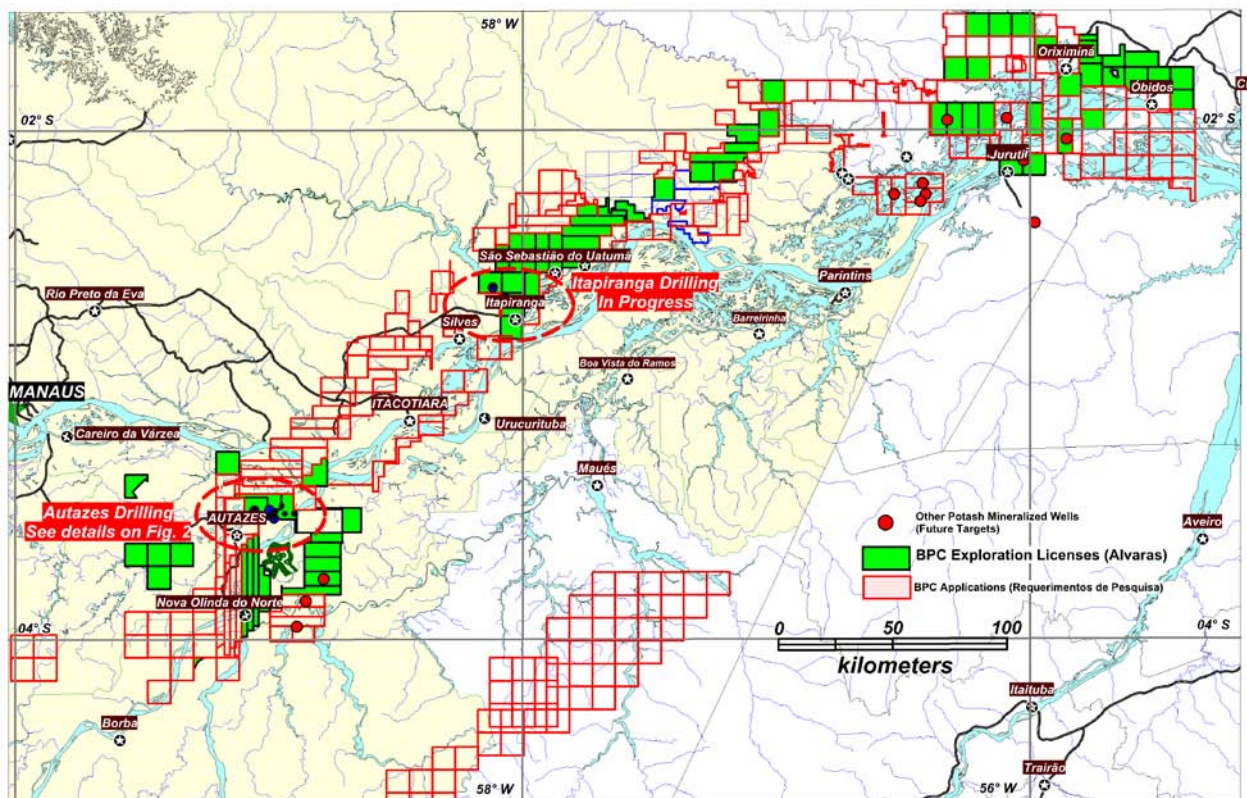 58° W
Oriximiná
Óbidos
C
02° S
02° S
Jurutil
São Sebastião do Uatumã
Itapiranga Drilling
In Progress
Parintins
Rio Preto da Eva
Itapiranga
Silves
Barreirinha
Boa Vista do Ramos
MANAUS
ITACOTIARA
Urucurituba
Careiro da Várzea
Maués
Autazes Drilling
See details on Fig. 2
AUTAZES
Other Potash Mineralized Wells
(Future Targets)
Aveiro
BPC Exploration Licenses (Alvaras)
BPC Applications (Requerimentos de Pesquisa)
Nova Olinda do Norte
04° S
04° S
0 50 100
kilometers
Itaituba
Borba
Trairão
58° W
56° W